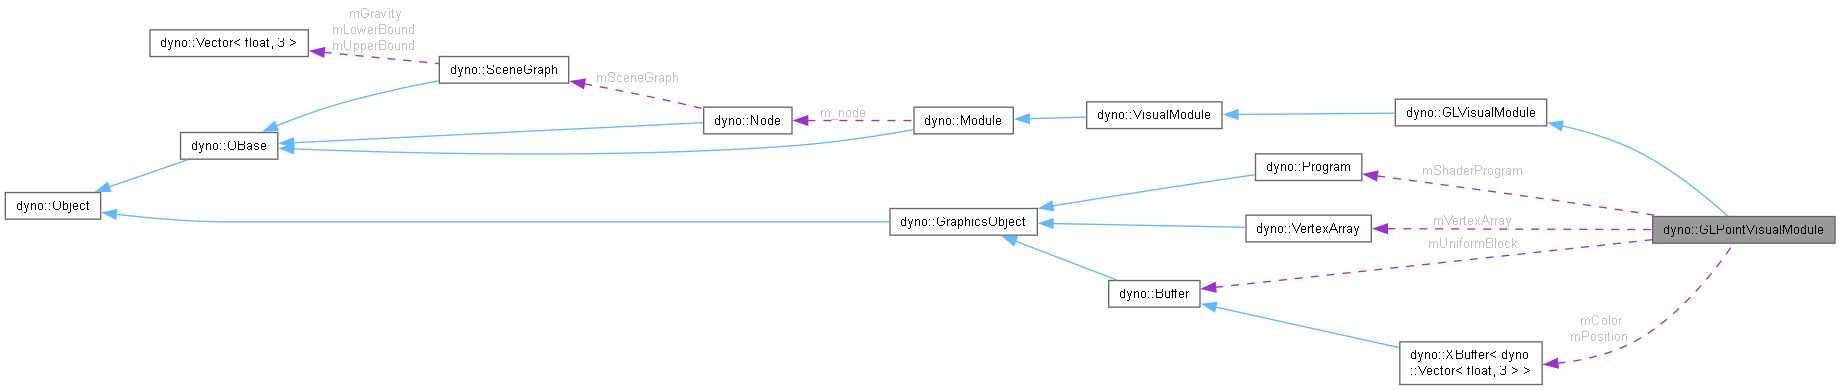 mGravity
mLowerBound
mUpperBound
dyno::Vector< float, 3 >
dyno::SceneGraph
mSceneGraph
dyno::Node
m_node
dyno::Module
dyno::VisualModule
dyno::GLVisualModule
dyno::OBase
dyno::Object
dyno::Program
mShaderProgram
dyno::GraphicsObject
dyno::VertexArray
mVertexArray
mUniformBlock
dyno::GLPointVisualModule
dyno::Buffer
mColor
mPosition
dyno::XBuffer< dyno
::Vector< float, 3 > >